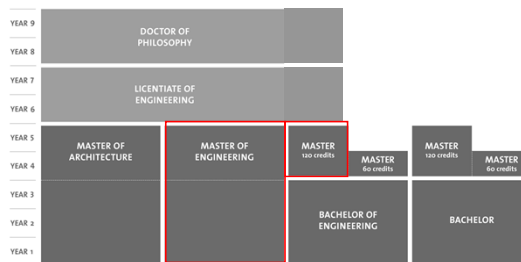 YEAR 9
YEAR 8
YEAR 7
YEAR 6
YEAR 5
YEAR 4
YEAR 3
YEAR 2
YEAR 1
DOCTOR OF
PHILOSOPHY
LICENTIATE OF
ENGINEERING
MASTER OF
ARCHITECTURE
MASTER OF
ENGINEERING
MASTER
120 credits
MASTER
60 credits
BACHELOR OF
ENGINEERING
MASTER
120 credits
MASTER
60 credits
BACHELOR